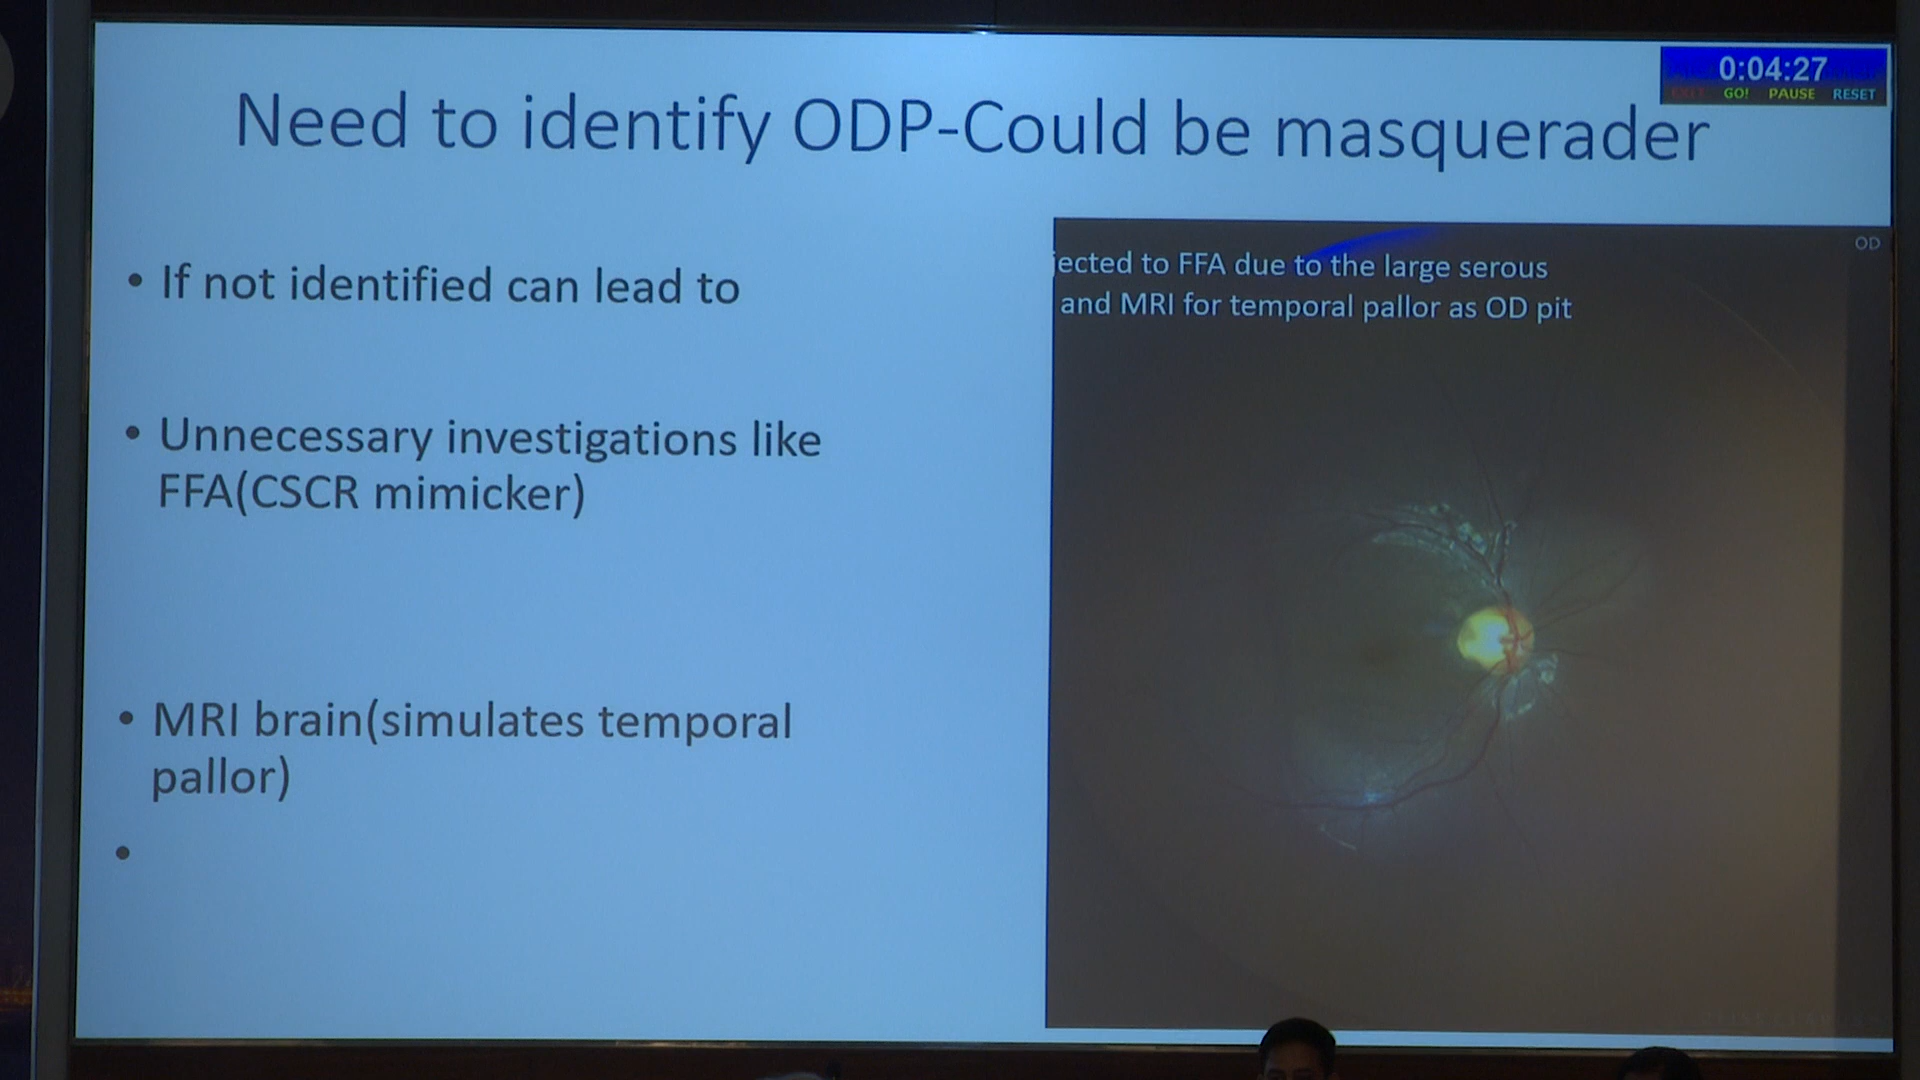 0:04:27
EXIT GO! PAUSE RESET
Need to identify ODP-Could be masquerader
• If not identified can lead to
• Unnecessary investigations like
FFA(CSCR mimicker)
• MRI brain(simulates temporal
pallor)
•
OD
jected to FFA due to the large serous
and MRI for temporal pallor as OD pit